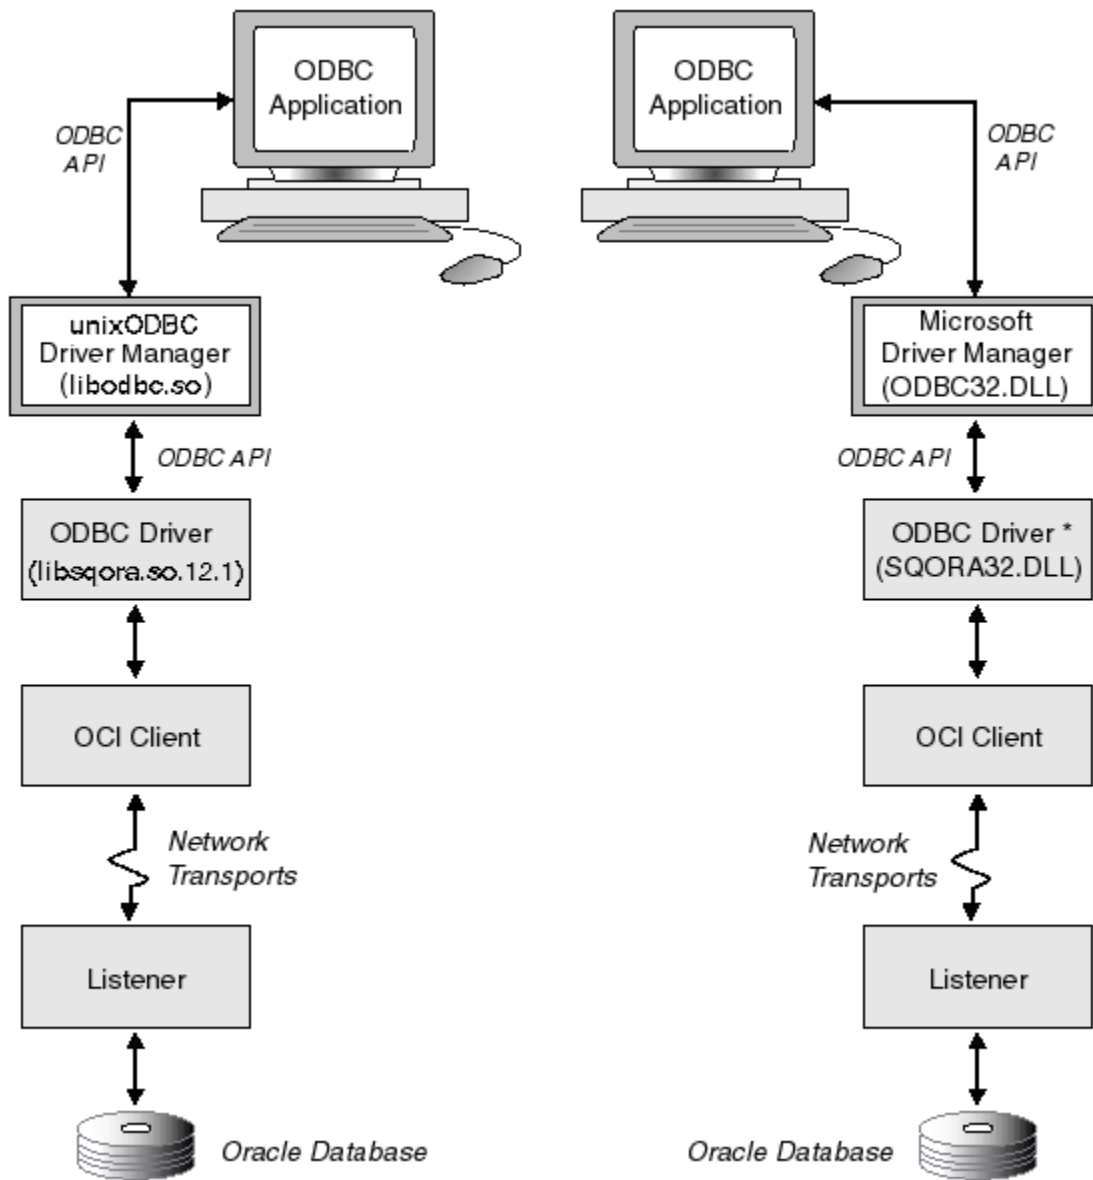 ODBC
Application
ODBC
API
unixODBC
Driver Manager
(libodbc.so)
ODBC API
ODBC Driver
(libsqora.so.12.1)
OCI Client
Network
Transports
Listener
Oracle Database
ODBC
Application
ODBC
API
Microsoft
Driver Manager
(ODBC32.DLL)
ODBC API
ODBC Driver *
(SQORA32.DLL)
OCI Client
Network
Transports
Listener
Oracle Database